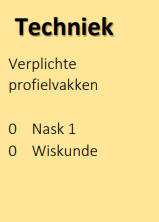 Techniek
Verplichte
profielvakken
0 Nask 1
0 Wiskunde